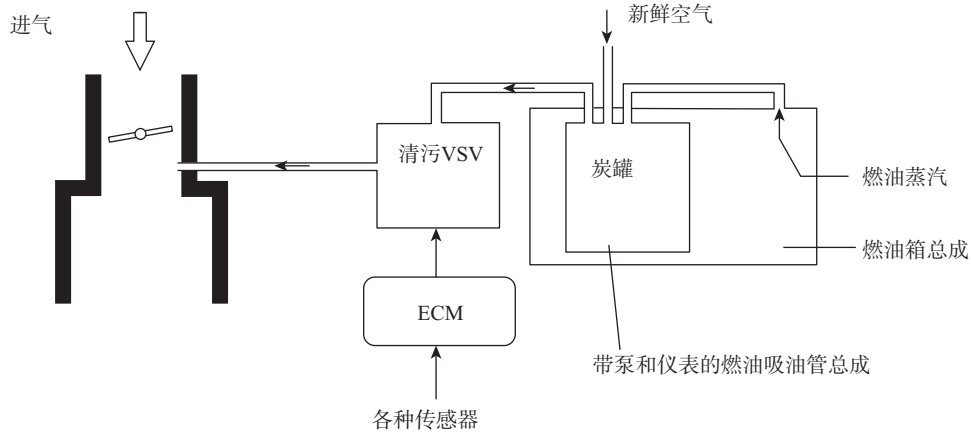 新鲜空气
进气
清污VSV
炭罐
燃油蒸汽
燃油箱总成
ECM
带泵和仪表的燃油吸油管总成
各种传感器